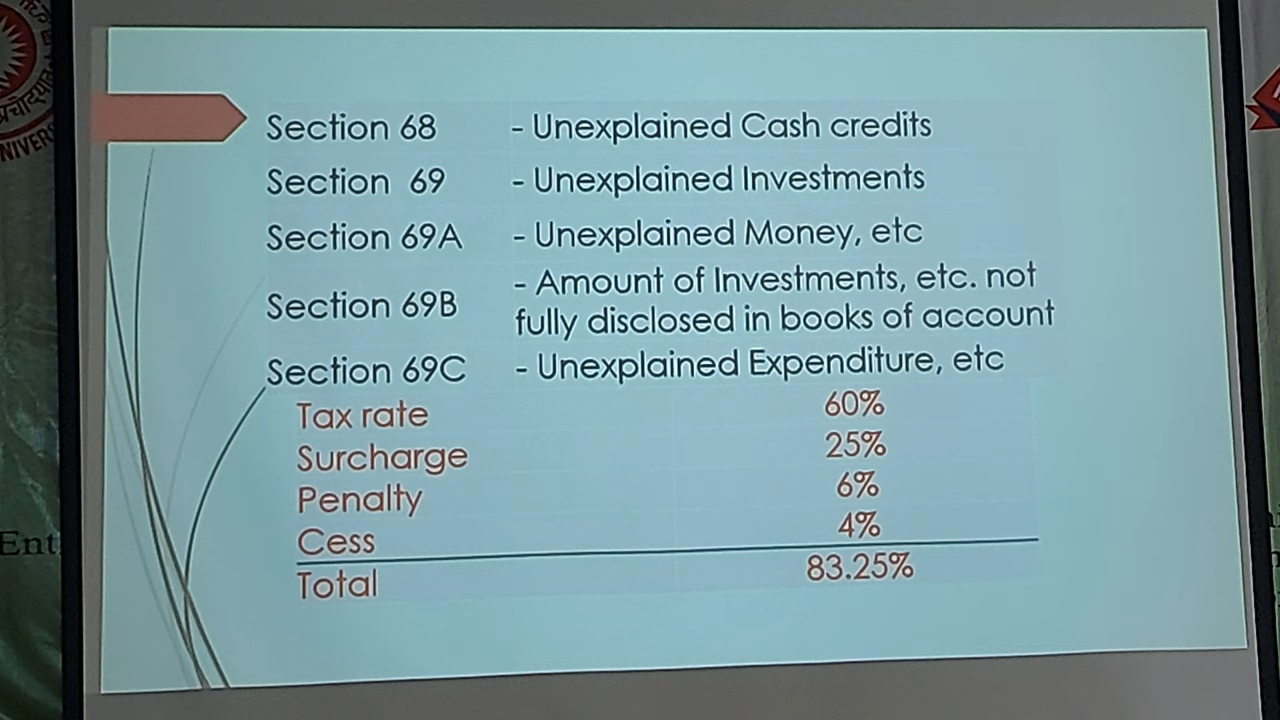 Section 68 - Unexplained Cash credits
Section 69 - Unexplained Investments
Section 69A - Unexplained Money, etc
Section 69B - Amount of Investments, etc. not
fully disclosed in books of account
Section 69C - Unexplained Expenditure, etc
Tax rate 60%
Surcharge 25%
Penalty 6%
Cess 4%
Total 83.25%
Ent